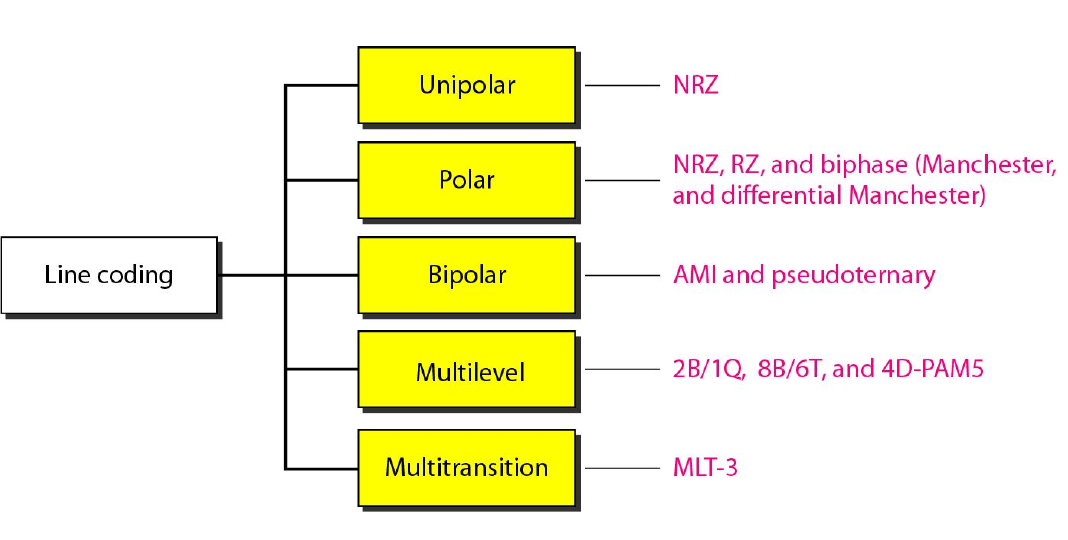 Unipolar
NRZ
Polar
NRZ, RZ, and biphase (Manchester,
and differential Manchester)
Line coding
Bipolar
AMI and pseudoternary
Multilevel
2B/1Q, 8B/6T, and 4D-PAM5
Multitransition
MLT-3